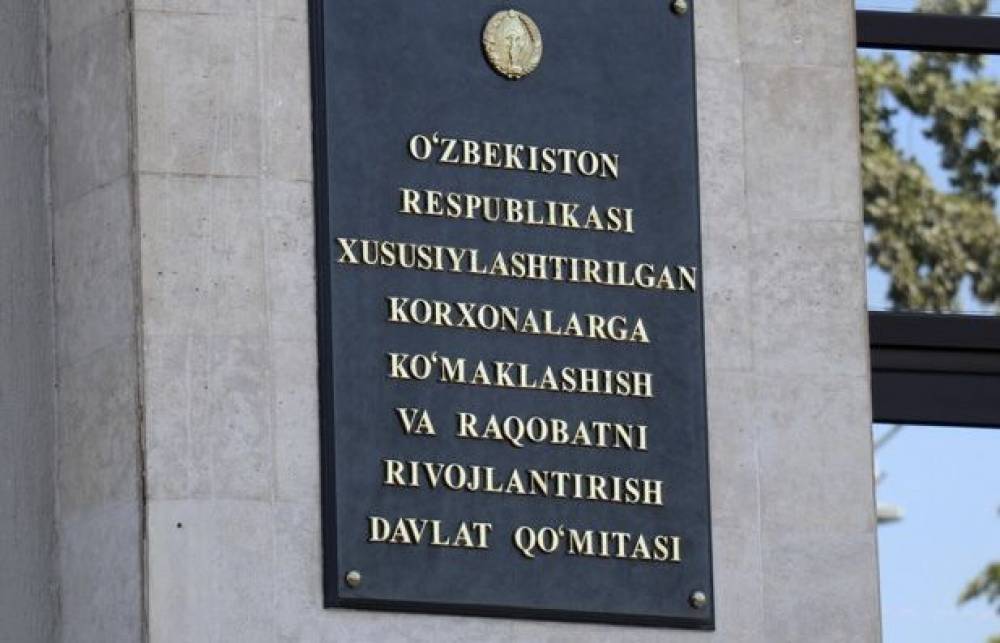 O‘ZBEKISTON
RESPUBLIKASI
XUSUSIYLASHTIRILGAN
KORXONALARGA
KO‘MAKLASHISH
VA RAQOBATNI
RIVOJLANTIRISH
DAVLAT QO‘MITASI